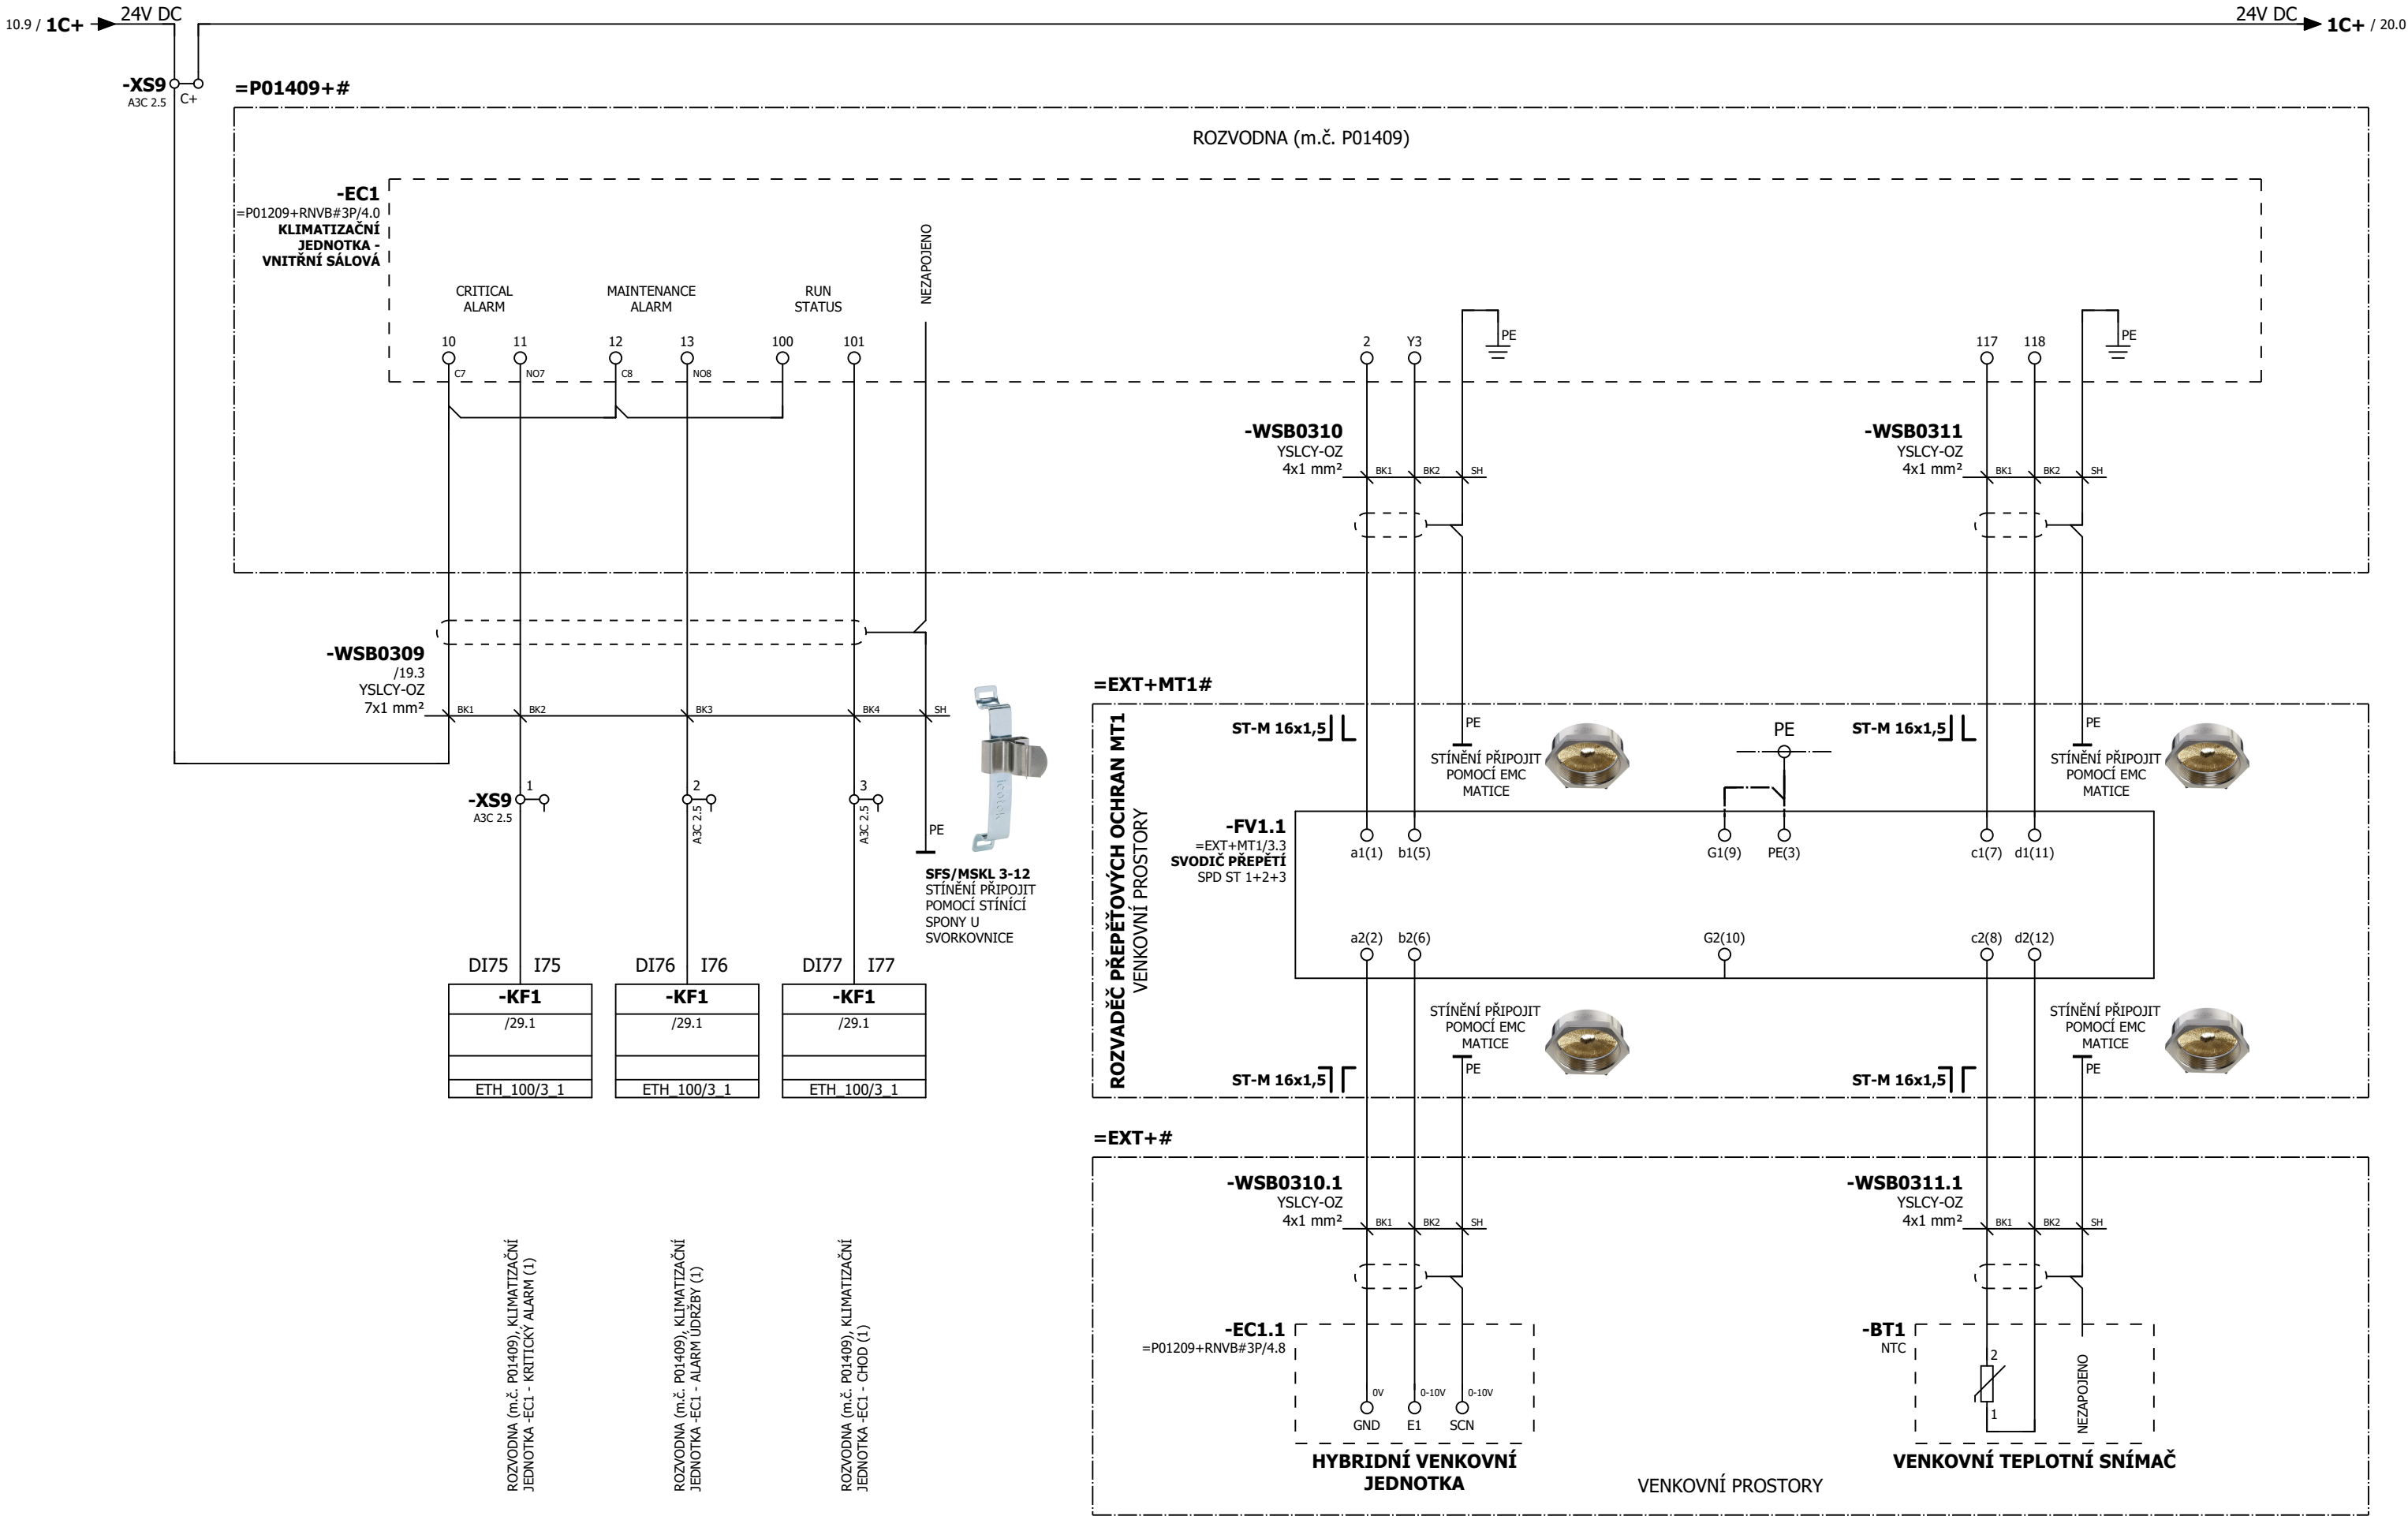 10.9 / 1C+
24V DC
24V DC
1C+ / 20.0
-XS9
A3C 2.5
C+
=P01409+#
ROZVODNA (m.č. P01409)
-EC1
=P01209+RNVB#3P/4.0
KLIMATIZAČNÍ
JEDNOTKA -
VNITŘNÍ SÁLOVÁ
CRITICAL
ALARM
MAINTENANCE
ALARM
RUN
STATUS
NEZAPOJENO
10
11
12
13
100
101
C7
NO7
C8
NO8
2
Y3
PE
117
118
PE
-WSB0310
YSLCY-OZ
4x1 mm²
BK1
BK2
SH
-WSB0311
YSLCY-OZ
4x1 mm²
BK1
BK2
SH
-WSB0309
/19.3
YSLCY-OZ
7x1 mm²
BK1
BK2
BK3
BK4
SH
-XS9
A3C 2.5
1
2
A3C 2.5
3
A3C 2.5
PE
icotek
SFS/MSKL 3-12
STÍNĚNÍ PŘIPOJIT
POMOCÍ STÍNÍCÍ
SPONY U
SVORKOVNICE
DI75
I75
DI76
I76
DI77
I77
-KF1
/29.1
ETH_100/3_1
-KF1
/29.1
ETH_100/3_1
-KF1
/29.1
ETH_100/3_1
ROZVODNA (m.č. P01409), KLIMATIZAČNÍ
JEDNOTKA -EC1 - KRITICKÝ ALARM (1)
ROZVODNA (m.č. P01409), KLIMATIZAČNÍ
JEDNOTKA -EC1 - ALARM ÚDRŽBY (1)
ROZVODNA (m.č. P01409), KLIMATIZAČNÍ
JEDNOTKA -EC1 - CHOD (1)
=EXT+MT1#
ROZVADĚČ PŘEPĚŤOVÝCH OCHRAN MT1
VENKOVNÍ PROSTORY
ST-M 16x1,5
PE
STÍNĚNÍ PŘIPOJIT
POMOCÍ EMC
MATICE
PE
ST-M 16x1,5
PE
STÍNĚNÍ PŘIPOJIT
POMOCÍ EMC
MATICE
-FV1.1
=EXT+MT1/3.3
SVODIČ PŘEPĚTÍ
SPD ST 1+2+3
a1(1)
b1(5)
G1(9)
PE(3)
c1(7)
d1(11)
a2(2)
b2(6)
G2(10)
c2(8)
d2(12)
STÍNĚNÍ PŘIPOJIT
POMOCÍ EMC
MATICE
ST-M 16x1,5
PE
STÍNĚNÍ PŘIPOJIT
POMOCÍ EMC
MATICE
ST-M 16x1,5
PE
=EXT+#
-WSB0310.1
YSLCY-OZ
4x1 mm²
BK1
BK2
SH
-WSB0311.1
YSLCY-OZ
4x1 mm²
BK1
BK2
SH
-EC1.1
=P01209+RNVB#3P/4.8
0V
0-10V
0-10V
GND
E1
SCN
HYBRIDNÍ VENKOVNÍ
JEDNOTKA
-BT1
NTC
2
1
NEZAPOJENO
VENKOVNÍ TEPLOTNÍ SNÍMAČ
VENKOVNÍ PROSTORY